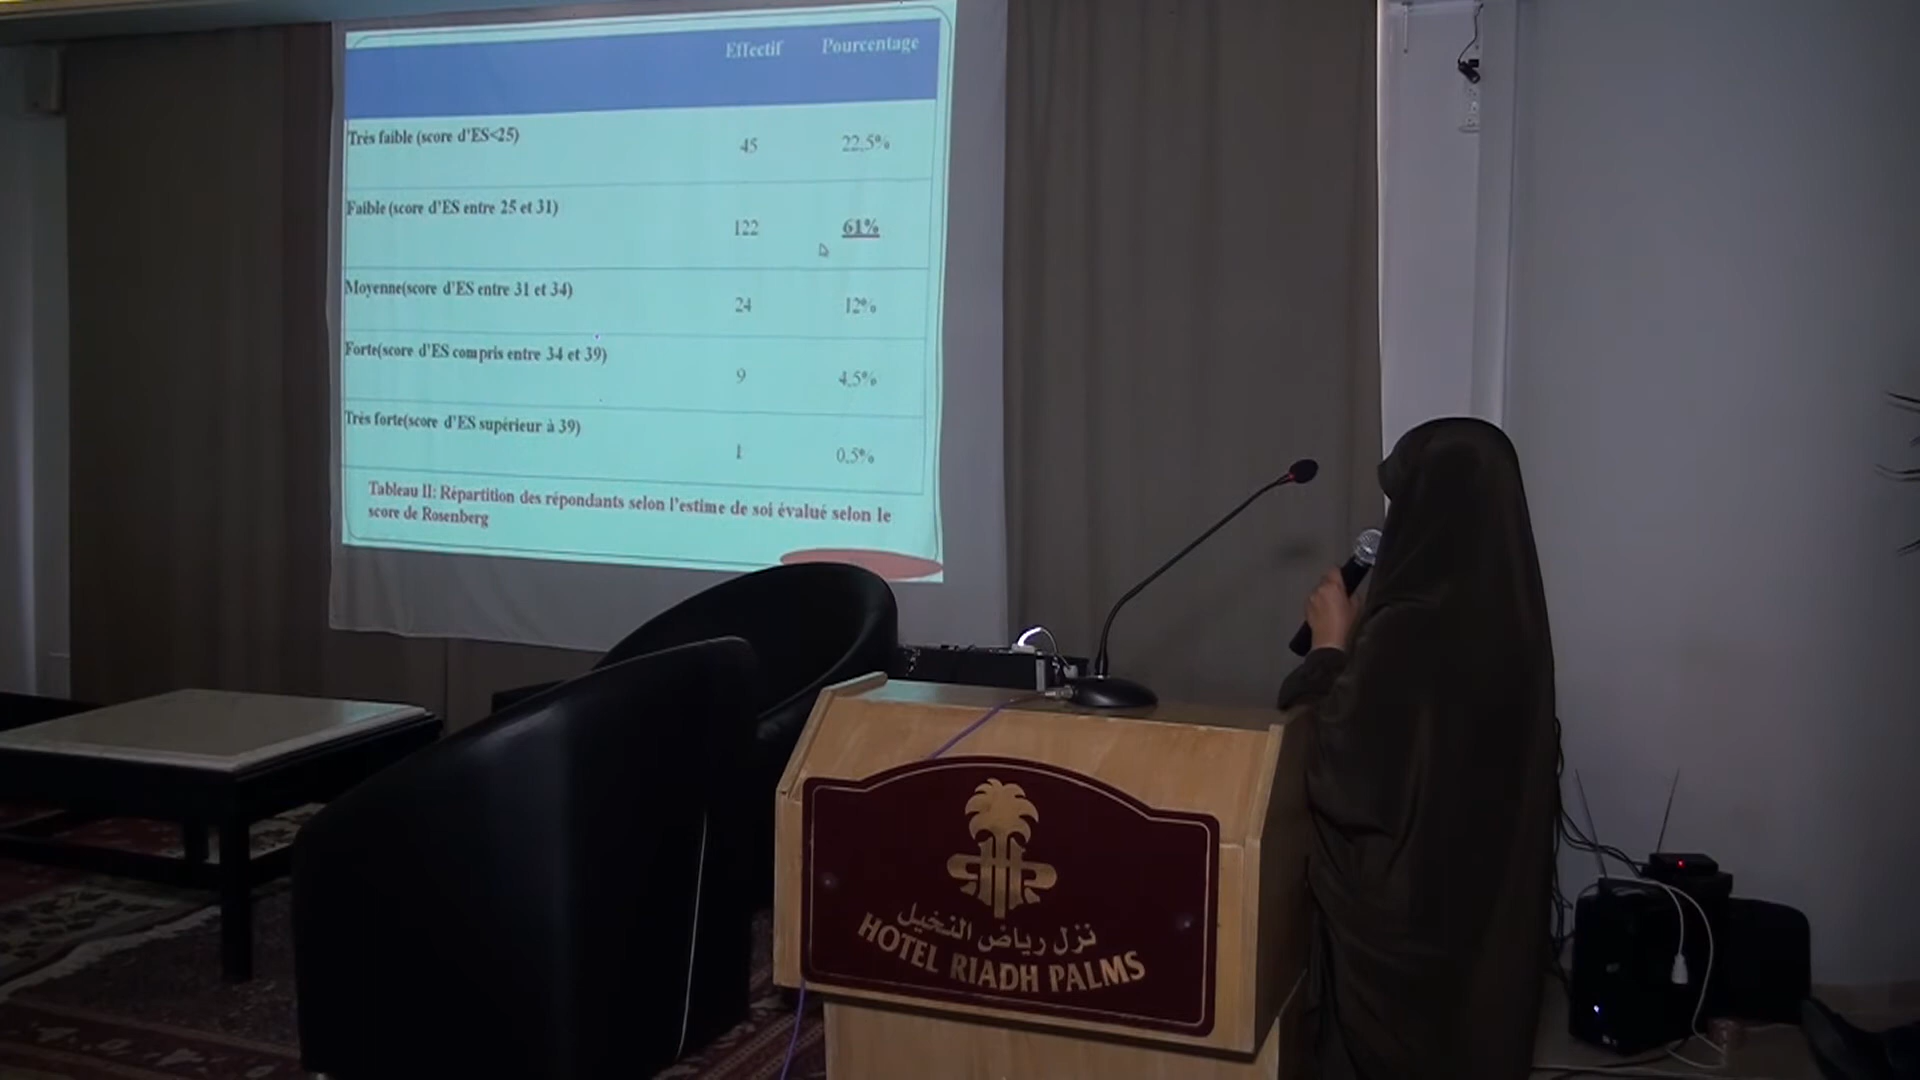 Effectif Pourcentage
Très faible (score d'ES<25) 45 22.5%
Faible (score d'ES entre 25 et 31) 122 61%
Moyenne(score d'ES entre 31 et 34) 24 12%
Forte(score d'ES compris entre 34 et 39) 9 4.5%
Très forte(score d'ES supérieur à 39) 1 0.5%
Tableau II: Répartition des répondants selon l'estime de soi évalué selon le
score de Rosenberg
نزل رياض النخيل
HOTEL RIADH PALMS